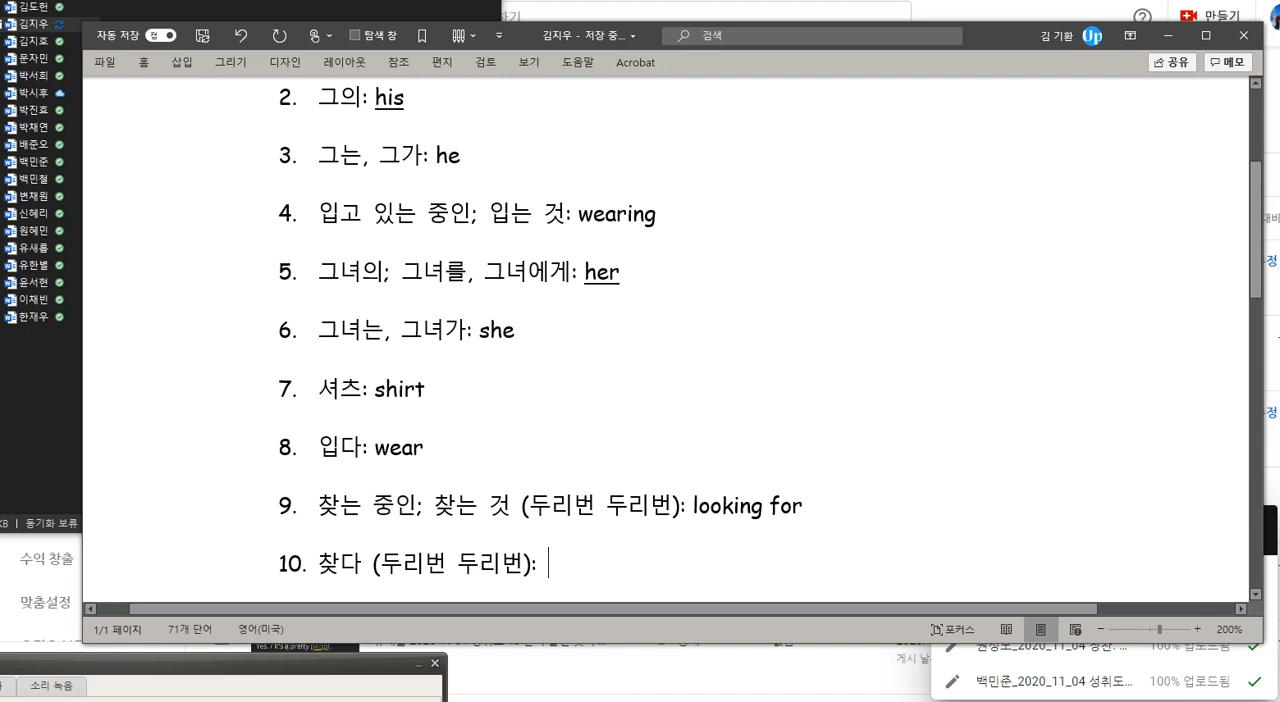 김도현
김지우
김지호
문자민
박서희
박시후
박진호
박채연
배준오
백민준
백민철
변재원
신혜리
원혜민
유새롬
유한별
윤서현
이재빈
한재우
동기화 보류
수익 창출
맞춤설정
소리 녹음
만들기
자동 저장
탐색 창
김지우 - 저장 중...
검색
김 기환
Up
파일 홈 삽입 그리기 디자인 레이아웃 참조 편지 검토 보기 도움말 Acrobat
공유 메모
2. 그의: his
3. 그는, 그가: he
4. 입고 있는 중인; 입는 것: wearing
5. 그녀의; 그녀를, 그녀에게: her
6. 그녀는, 그녀가: she
7. 셔츠: shirt
8. 입다: wear
9. 찾는 중인; 찾는 것 (두리번 두리번): looking for
10. 찾다 (두리번 두리번):
1/1 페이지 71개 단어 영어(미국) 포커스 200%
게시
100% 업로드됨
백민준_2020_11_04 성취도... 100% 업로드됨